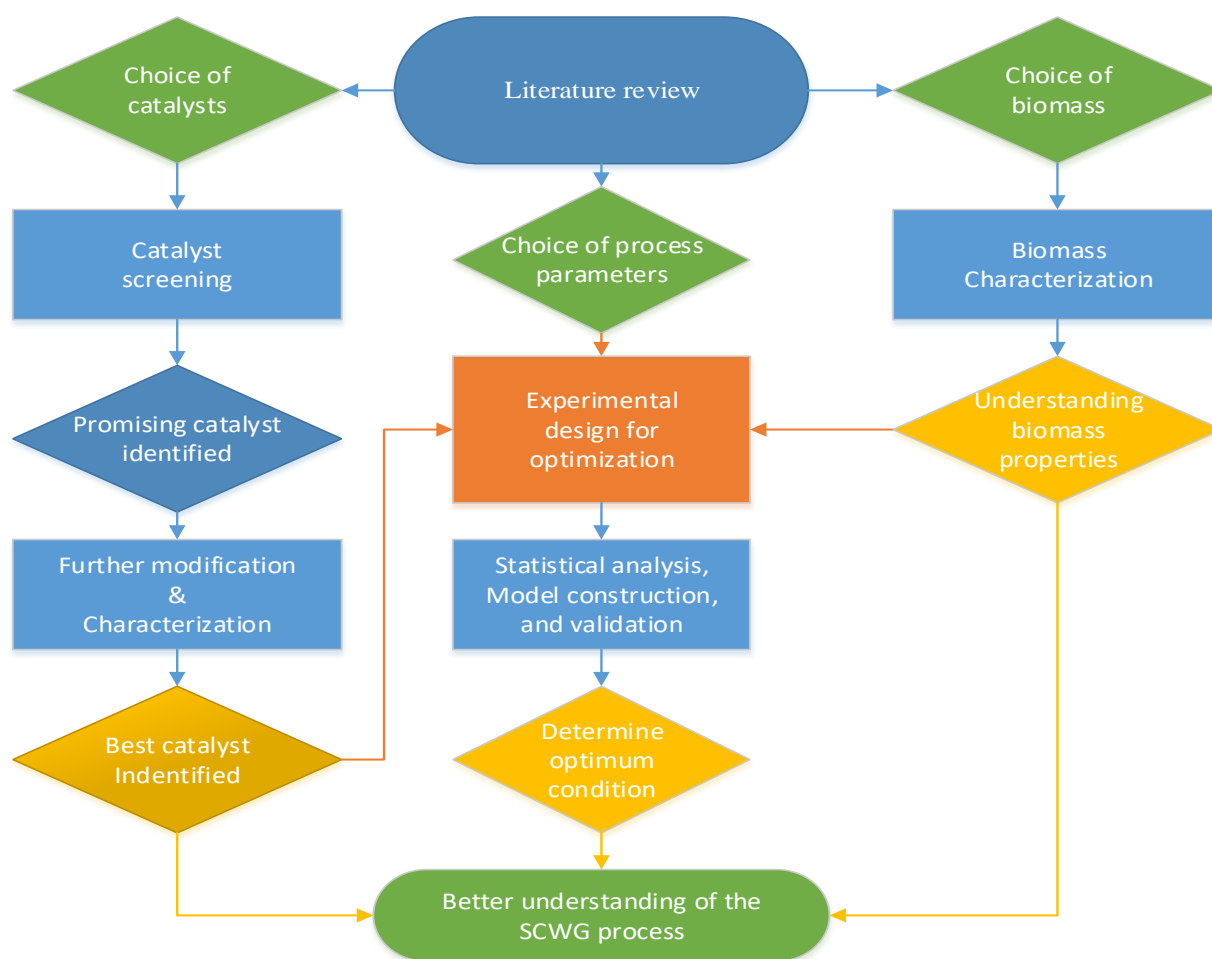 Choice of
catalysts
Literature review
Choice of
biomass
Catalyst
screening
Choice of process
parameters
Biomass
Characterization
Promising catalyst
identified
Experimental
design for
optimization
Understanding
biomass
properties
Further modification
&
Characterization
Statistical analysis,
Model construction,
and validation
Best catalyst
Indentified
Determine
optimum
condition
Better understanding of the
SCWG process